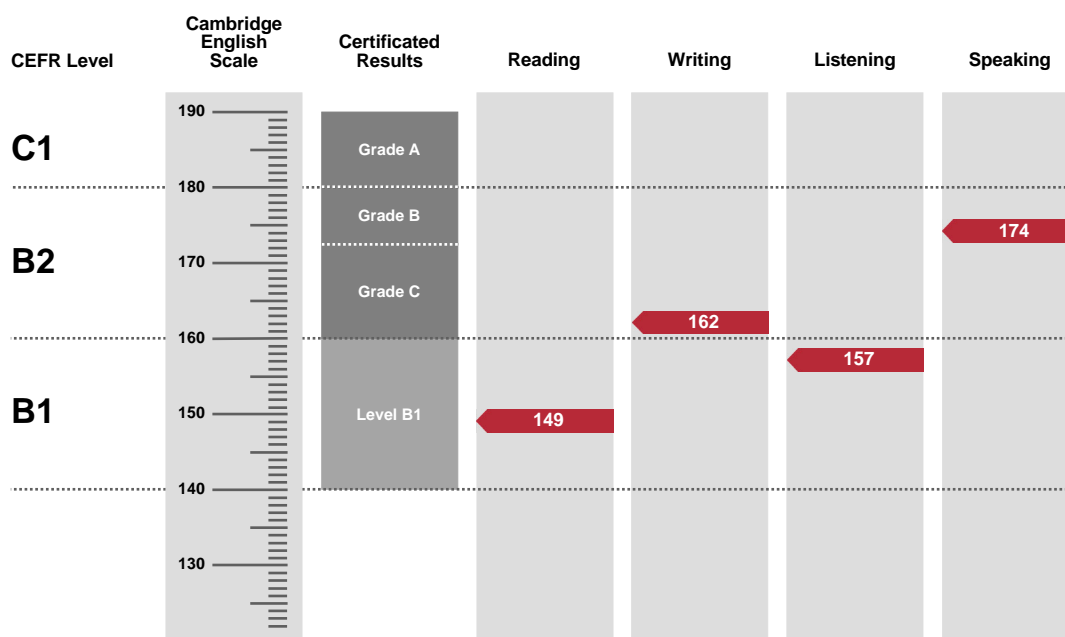 CEFR Level
Cambridge
English
Scale
Certificated
Results
Reading
Writing
Listening
Speaking
190
C1
Grade A
180
Grade B
174
B2
170
Grade C
162
160
157
B1
150
Level B1
149
140
130